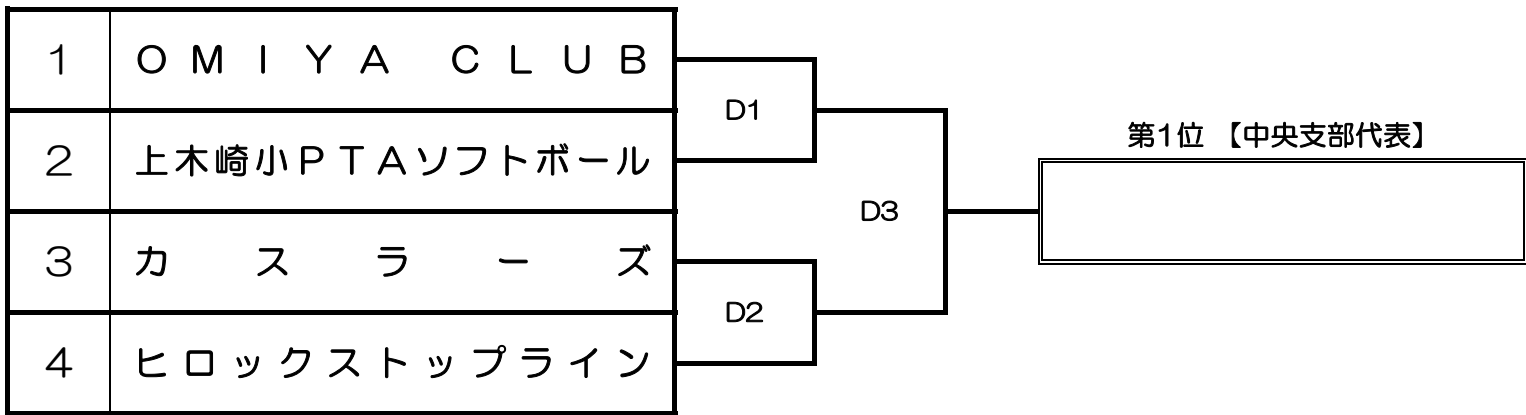 1 OMIYA CLUB
D1
第1位 【中央支部代表】
2 上木崎小PTAソフトボール
D3
3 カスラーズ
D2
4 ヒロックストップライン